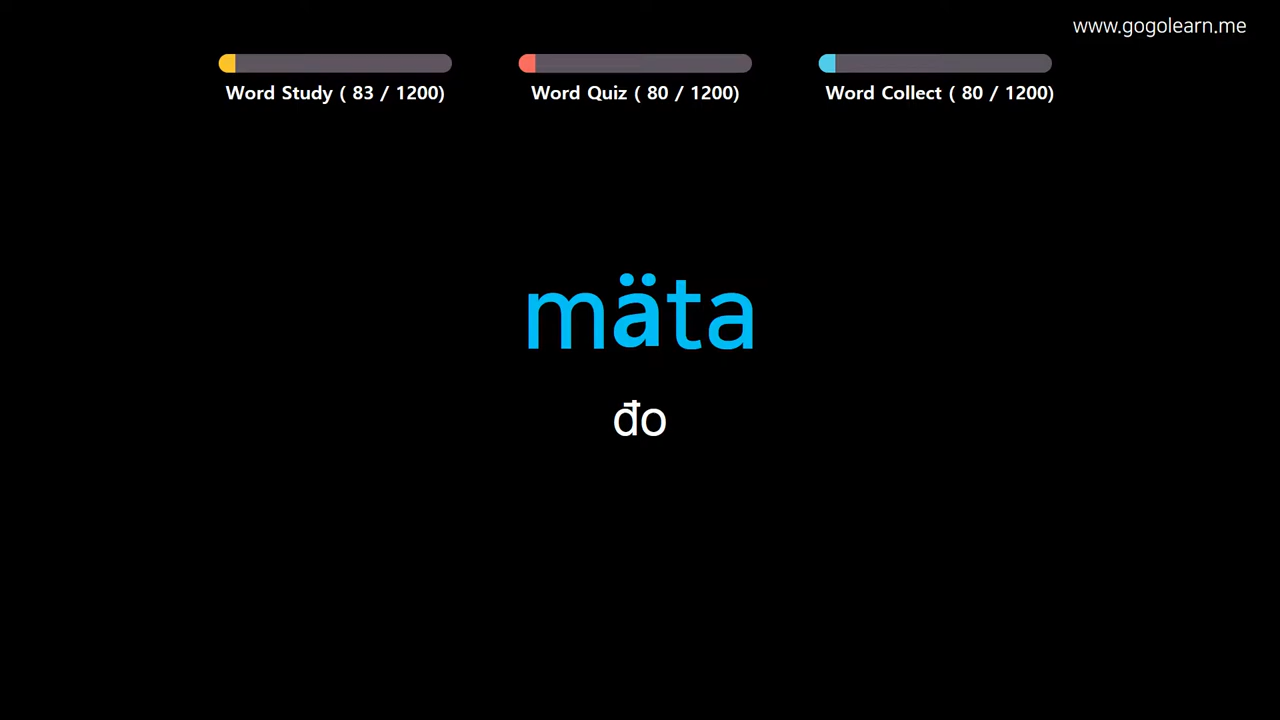 www.gogolearn.me
Word Study ( 83 / 1200)
Word Quiz ( 80 / 1200)
Word Collect ( 80 / 1200)
mäta
đo